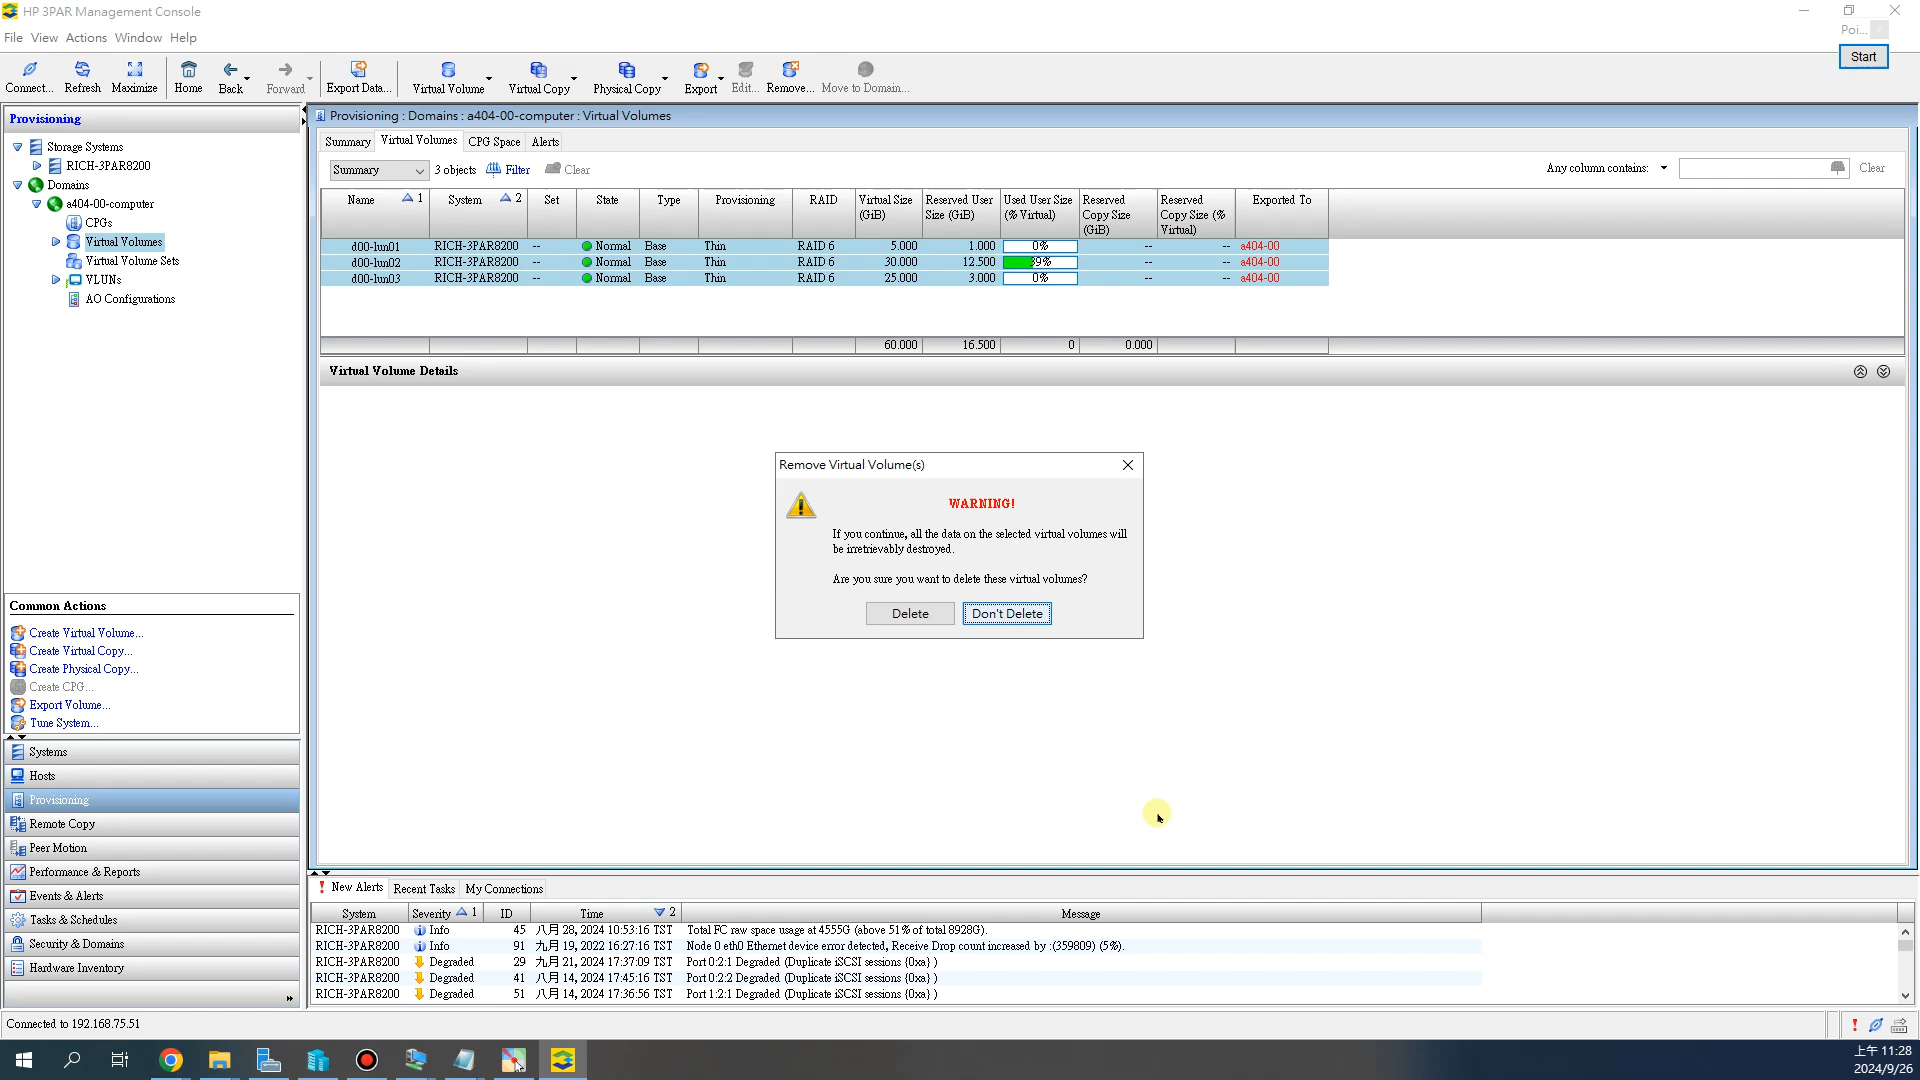 HP 3PAR Management Console
File View Actions Window Help
Poi...
Start
Connect... Refresh Maximize Home Back Forward Export Data... Virtual Volume Virtual Copy Physical Copy Export Edit... Remove... Move to Domain...
Provisioning
Storage Systems
RICH-3PAR8200
Domains
a404-00-computer
CPGs
Virtual Volumes
Virtual Volume Sets
VLUNs
AO Configurations
Provisioning : Domains : a404-00-computer : Virtual Volumes
Summary Virtual Volumes CPG Space Alerts
Summary 3 objects Filter Clear
Any column contains: Clear
Name 1 System 2 Set State Type Provisioning RAID Virtual Size (GiB) Reserved User Size (GiB) Used User Size (% Virtual) Reserved Copy Size (GiB) Reserved Copy Size (% Virtual) Exported To
d00-lun01 RICH-3PAR8200 -- Normal Base Thin RAID 6 5.000 1.000 0% -- -- a404-00
d00-lun02 RICH-3PAR8200 -- Normal Base Thin RAID 6 30.000 12.500 39% -- -- a404-00
d00-lun03 RICH-3PAR8200 -- Normal Base Thin RAID 6 25.000 3.000 0% -- -- a404-00
60.000 16.500 0 0.000
Virtual Volume Details
Remove Virtual Volume(s)
WARNING!
If you continue, all the data on the selected virtual volumes will
be irretrievably destroyed.
Are you sure you want to delete these virtual volumes?
Delete Don't Delete
Common Actions
Create Virtual Volume...
Create Virtual Copy...
Create Physical Copy...
Create CPG...
Export Volume...
Tune System...
Systems
Hosts
Provisioning
Remote Copy
Peer Motion
Performance & Reports
Events & Alerts
Tasks & Schedules
Security & Domains
Hardware Inventory
New Alerts Recent Tasks My Connections
System Severity 1 ID Time 2 Message
RICH-3PAR8200 Info 45 八月 28, 2024 10:53:16 TST Total FC raw space usage at 4555G (above 51% of total 8928G).
RICH-3PAR8200 Info 91 九月 19, 2022 16:27:16 TST Node 0 eth0 Ethernet device error detected, Receive Drop count increased by :(359809) (5%).
RICH-3PAR8200 Degraded 29 九月 21, 2024 17:37:09 TST Port 0:2:1 Degraded (Duplicate iSCSI sessions {0xa} )
RICH-3PAR8200 Degraded 41 八月 14, 2024 17:45:16 TST Port 0:2:2 Degraded (Duplicate iSCSI sessions {0xa} )
RICH-3PAR8200 Degraded 51 八月 14, 2024 17:36:56 TST Port 1:2:1 Degraded (Duplicate iSCSI sessions {0xa} )
Connected to 192.168.75.51
上午 11:28
2024/9/26